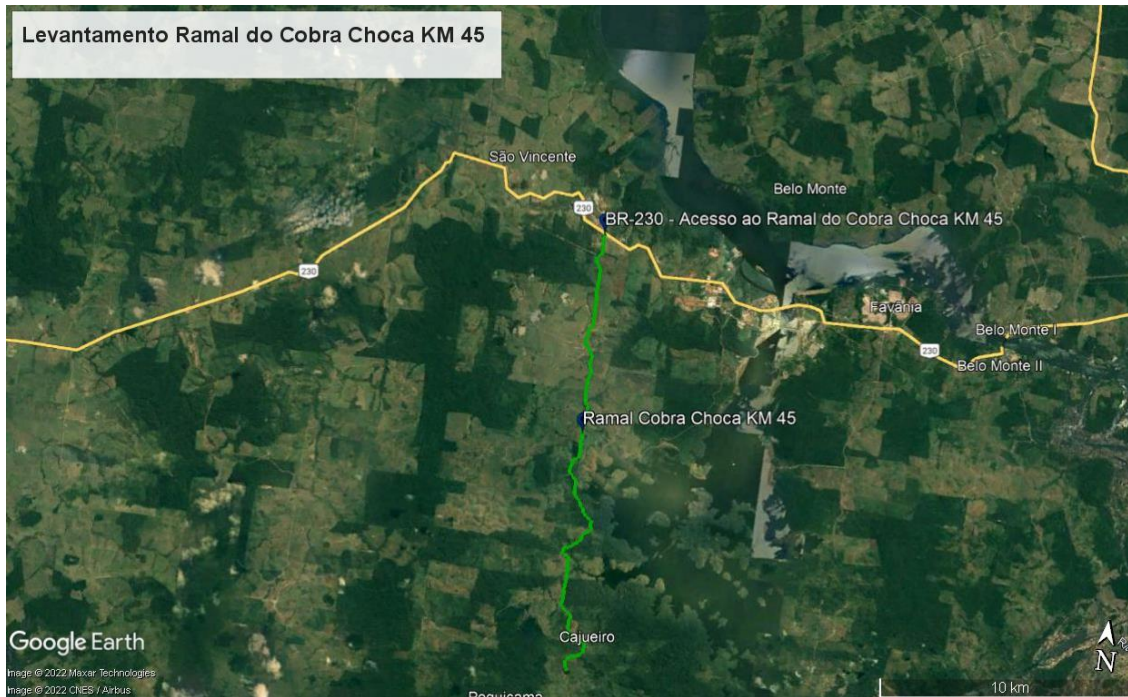 Levantamento Ramal do Cobra Choca KM 45
São Vincente
Belo Monte
230
BR-230 - Acesso ao Ramal do Cobra Choca KM 45
230
Favânia
Belo Monte I
230
Belo Monte II
Ramal Cobra Choca KM 45
Cajueiro
Google Earth
N
Image © 2022 Maxar Technologies
Image © 2022 CNES / Airbus
10 km